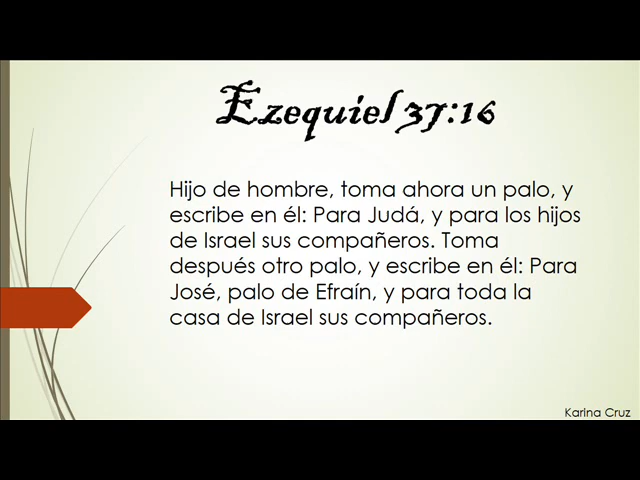 Ezequiel 37:16
Hijo de hombre, toma ahora un palo, y
escribe en él: Para Judá, y para los hijos
de Israel sus compañeros. Toma
después otro palo, y escribe en él: Para
José, palo de Efraín, y para toda la
casa de Israel sus compañeros.
Karina Cruz